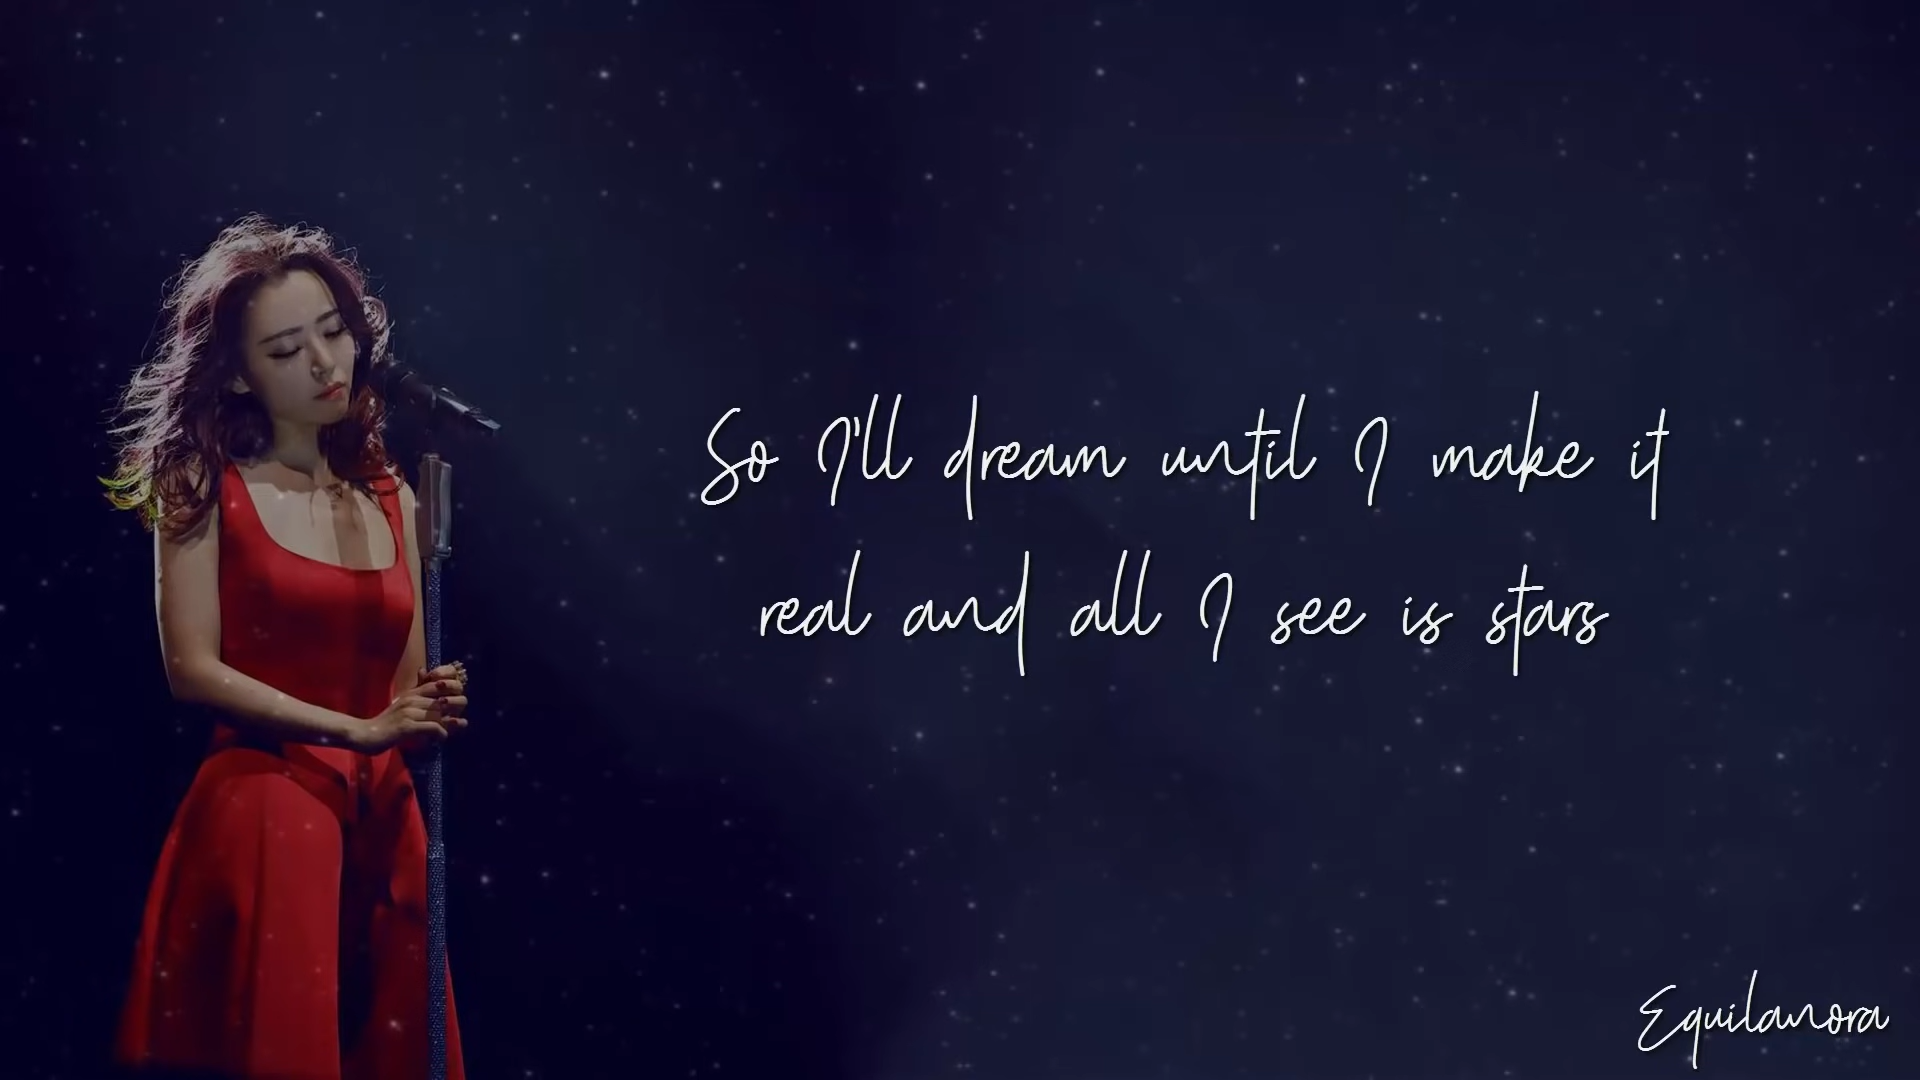 So I'll dream until I make it
real and all I see is stars
Equilanora